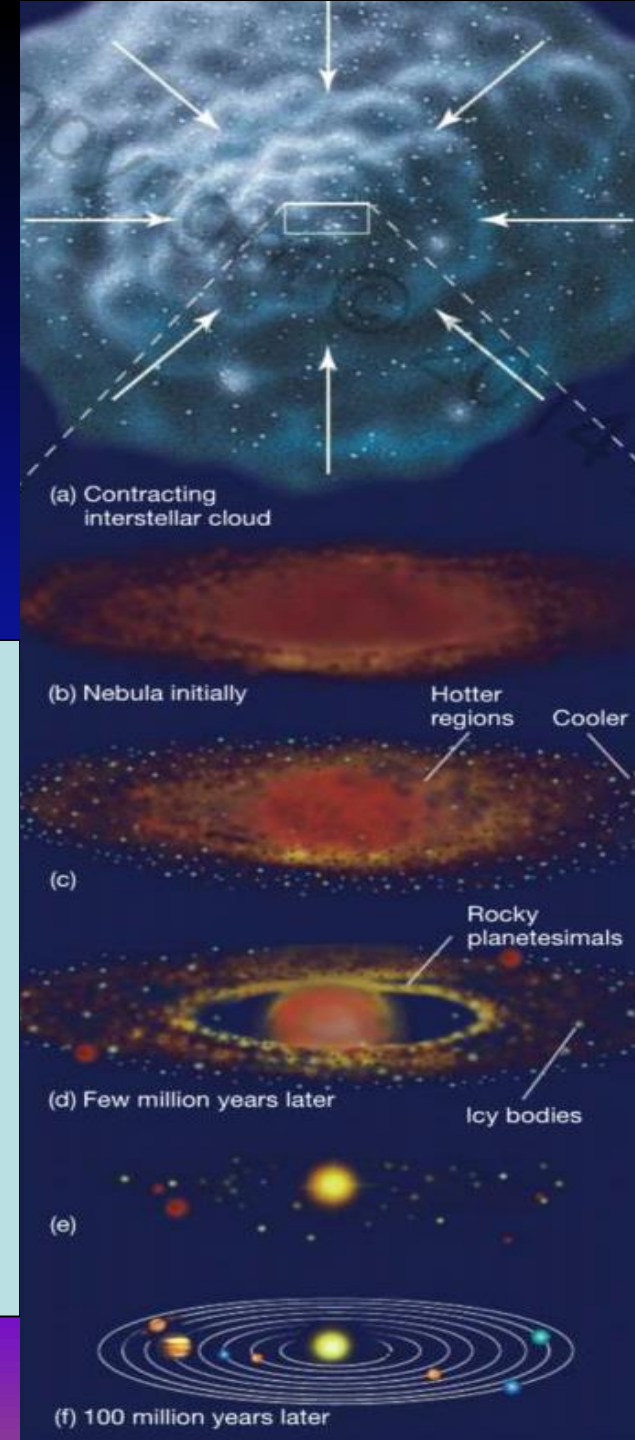 (a) Contracting
interstellar cloud
(b) Nebula initially
Hotter
regions
Cooler
(c)
Rocky
planetesimals
(d) Few million years later
Icy bodies
(e)
(f) 100 million years later